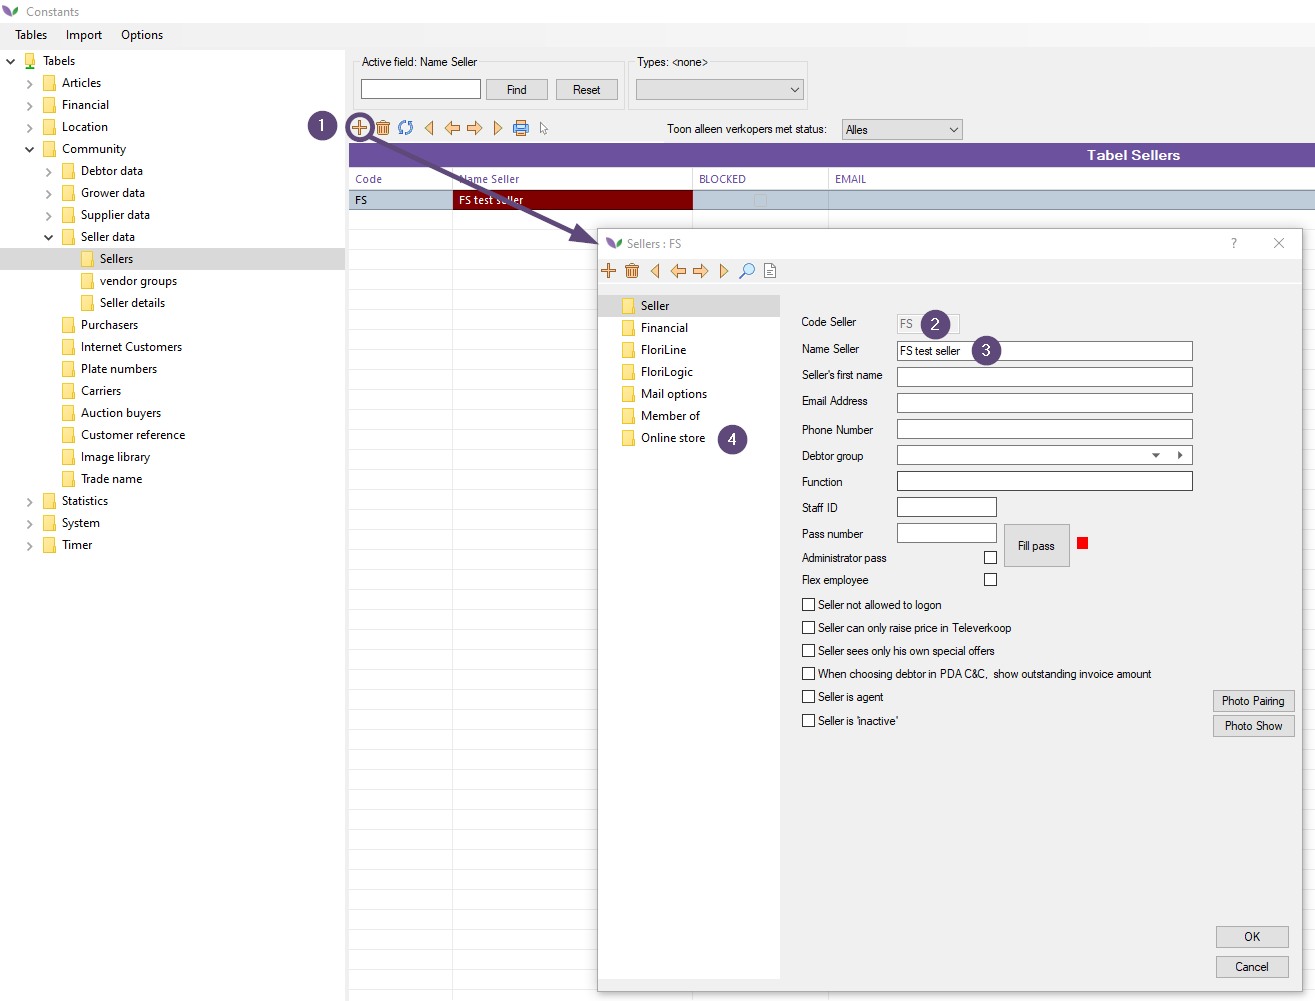 Constants
Tables Import Options
Tabels
Articles
Financial
Location
Community
Debtor data
Grower data
Supplier data
Seller data
Sellers
vendor groups
Seller details
Purchasers
Internet Customers
Plate numbers
Carriers
Auction buyers
Customer reference
Image library
Trade name
Statistics
System
Timer
Active field: Name Seller
Types: <none>
Find Reset
1
Toon alleen verkopers met status: Alles
Tabel Sellers
Code Name Seller BLOCKED EMAIL
FS FS test seller
Sellers : FS ?
Seller
Financial
FloriLine
FloriLogic
Mail options
Member of
Online store 4
Code Seller FS 2
Name Seller FS test seller 3
Seller's first name
Email Address
Phone Number
Debtor group
Function
Staff ID
Pass number
Fill pass
Administrator pass
Flex employee
Seller not allowed to logon
Seller can only raise price in Televerkoop
Seller sees only his own special offers
When choosing debtor in PDA C&C, show outstanding invoice amount
Seller is agent
Seller is 'inactive'
Photo Pairing
Photo Show
OK
Cancel